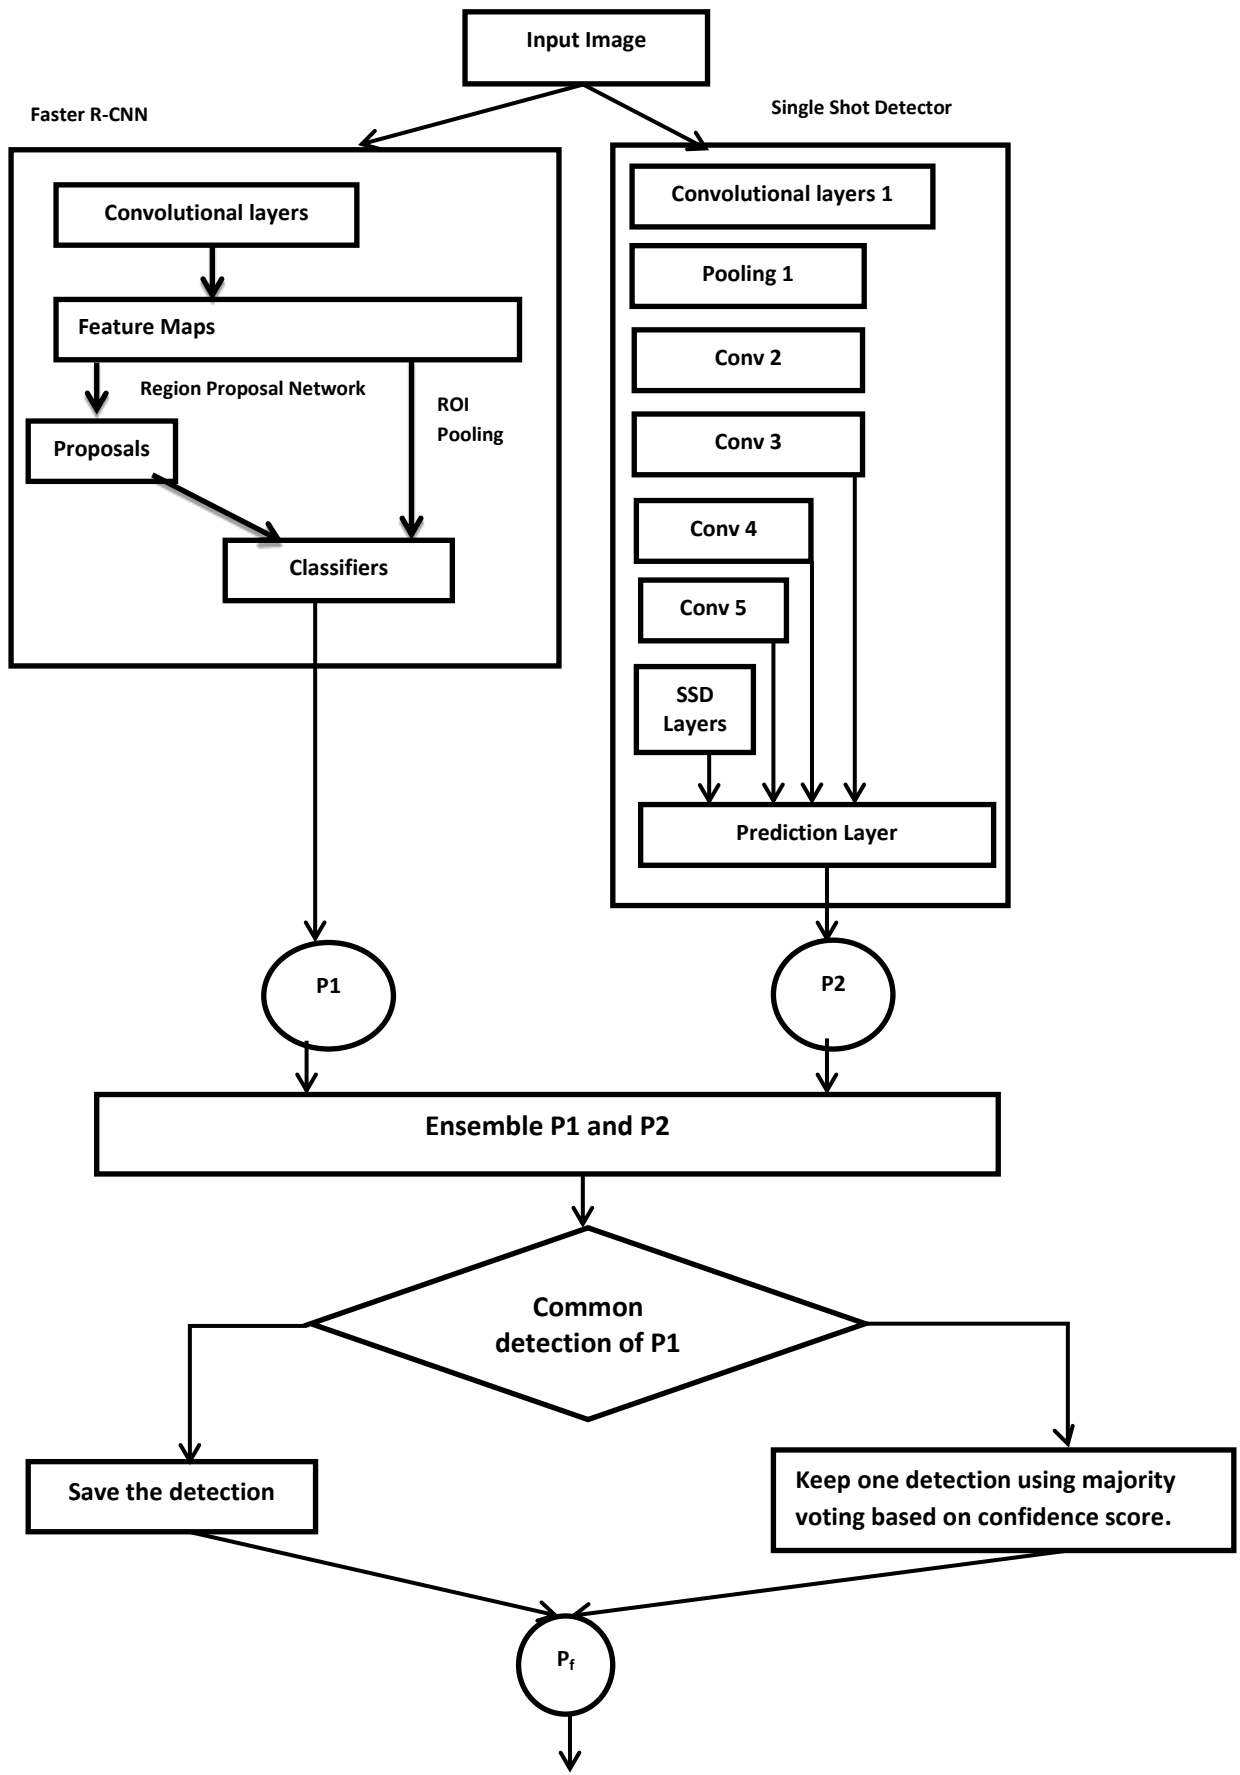 Input Image
Faster R-CNN
Single Shot Detector
Convolutional layers
Feature Maps
Region Proposal Network
ROI
Pooling
Proposals
Classifiers
Convolutional layers 1
Pooling 1
Conv 2
Conv 3
Conv 4
Conv 5
SSD
Layers
Prediction Layer
P1
P2
Ensemble P1 and P2
Common
detection of P1
Save the detection
Keep one detection using majority
voting based on confidence score.
Pf